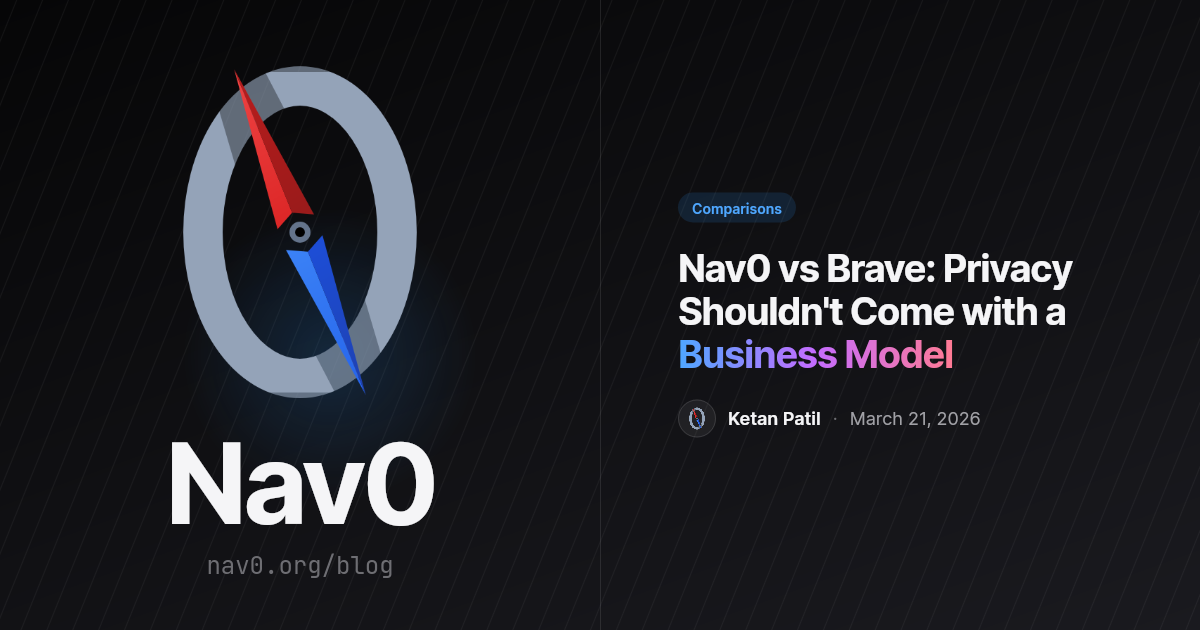 Nav0
nav0.org/blog
Comparisons
Nav0 vs Brave: Privacy
Shouldn't Come with a
Business Model
Ketan Patil · March 21, 2026